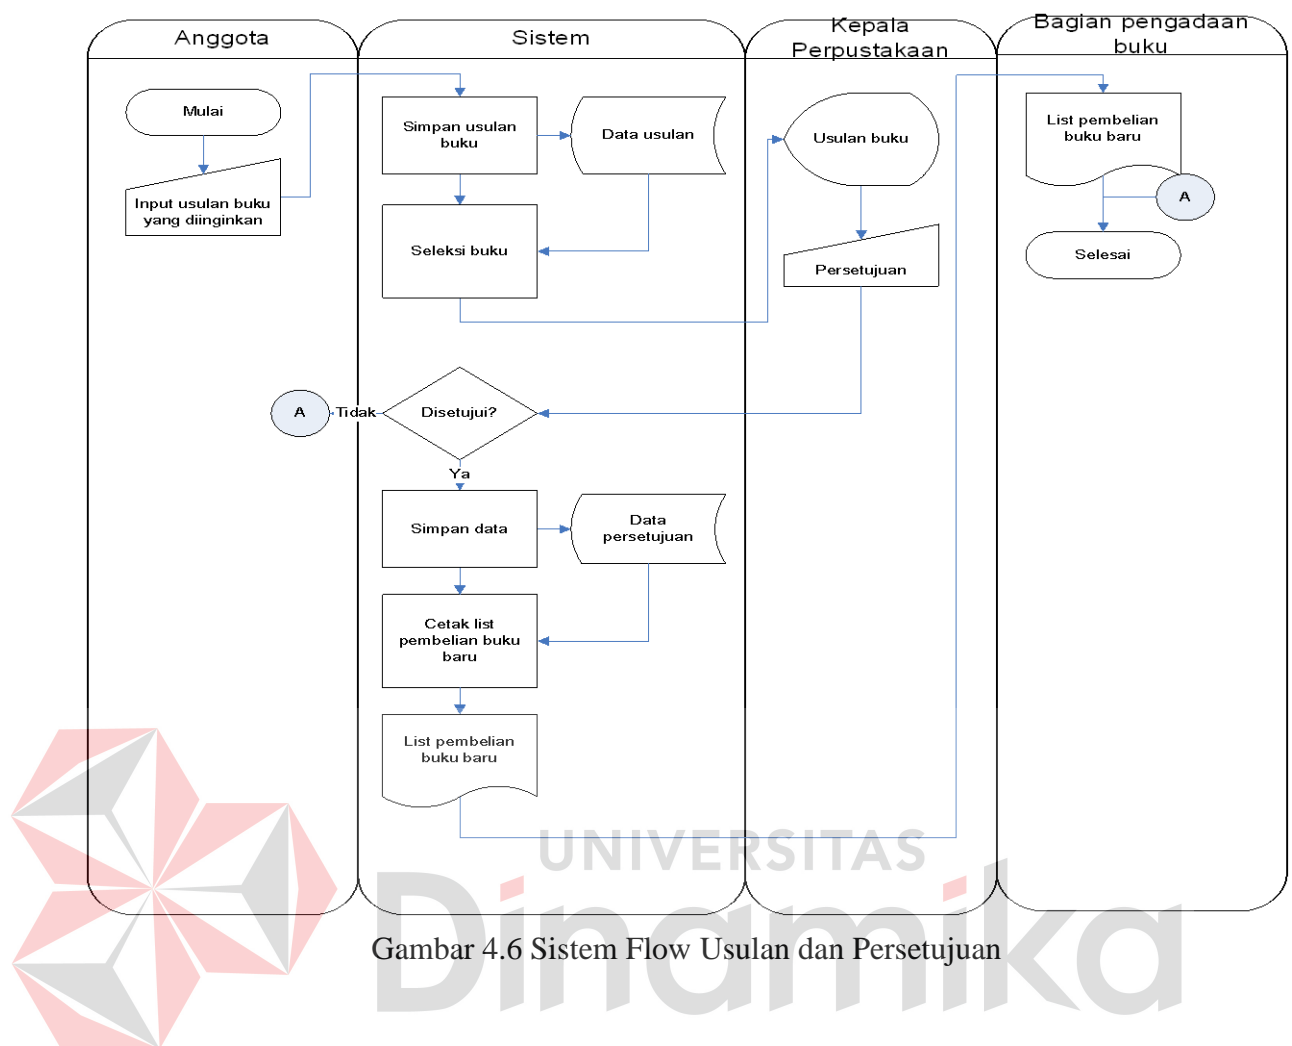 Anggota
Sistem
Kepala
Perpustakaan
Bagian pengadaan
buku
Mulai
Input usulan buku
yang diinginkan
Simpan usulan
buku
Data usulan
Seleksi buku
Usulan buku
Persetujuan
List pembelian
buku baru
A
Selesai
A
Tidak
Disetujui?
Ya
Simpan data
Data
persetujuan
Cetak list
pembelian buku
baru
List pembelian
buku baru
UNIVERSITAS
Dinamika
Gambar 4.6 Sistem Flow Usulan dan Persetujuan